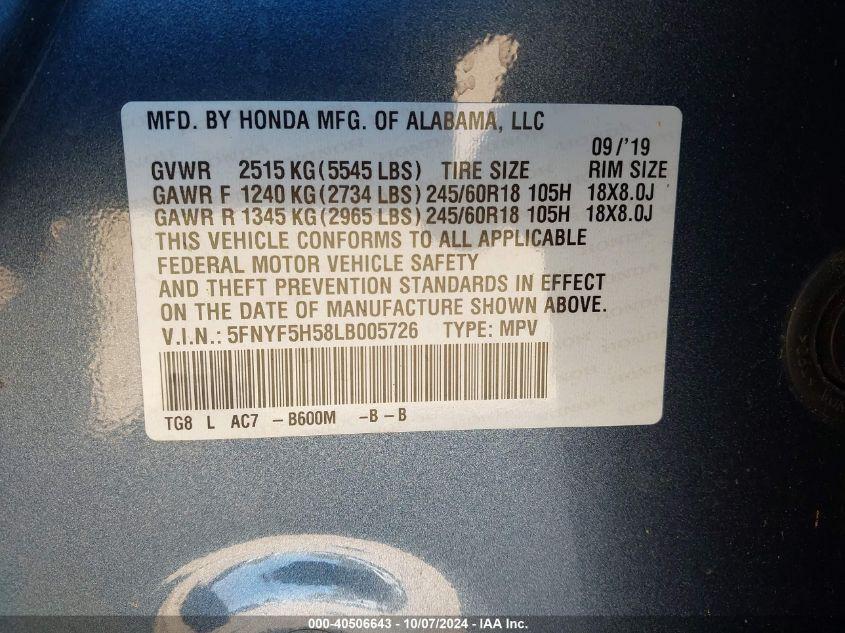 MFD. BY HONDA MFG. OF ALABAMA, LLC
09/'19
GVWR 2515 KG(5545 LBS) TIRE SIZE RIM SIZE
GAWR F 1240 KG(2734 LBS)245/60R18 105H 18X8.0J
GAWR R 1345 KG(2965 LBS)245/60R18 105H 18X8.0J
THIS VEHICLE CONFORMS TO ALL APPLICABLE
FEDERAL MOTOR VEHICLE SAFETY
AND THEFT PREVENTION STANDARDS IN EFFECT
ON THE DATE OF MANUFACTURE SHOWN ABOVE.
V.I.N.: 5FNYF5H58LB005726 TYPE: MPV
TG8 L AC7 -B600M -B-B
000-40506643 - 10/07/2024 - IAA Inc.